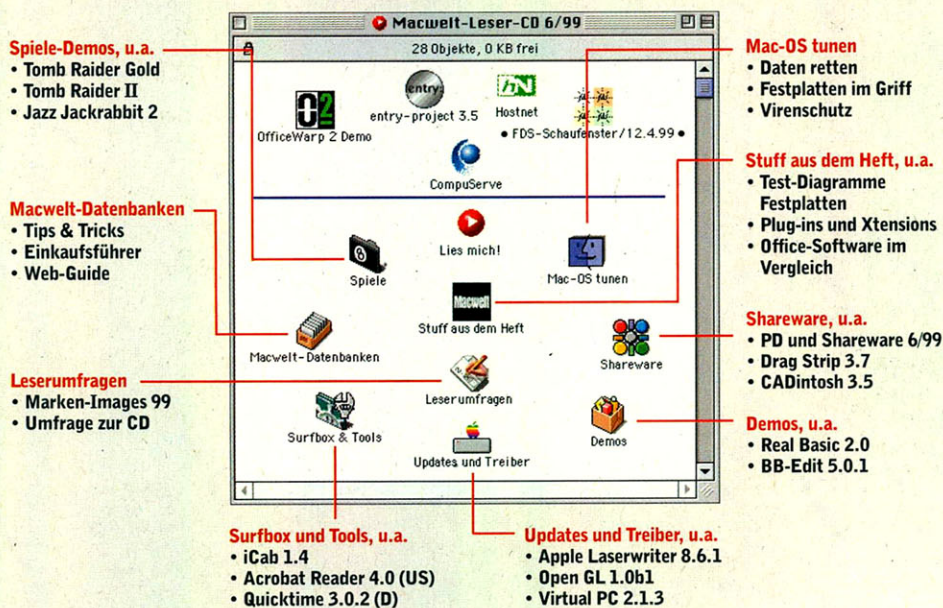 Macwelt-Leser-CD 6/99
28 Objekte, 0 KB frei
Spiele-Demos, u.a.
• Tomb Raider Gold
• Tomb Raider II
• Jazz Jackrabbit 2
Macwelt-Datenbanken
• Tips & Tricks
• Einkaufsführer
• Web-Guide
Leserumfragen
• Marken-Images 99
• Umfrage zur CD
OfficeWarp 2 Demo
entry:
entry-project 3.5
hN
Hostnet
• FDS-Schaufenster/12.4.99 •
CompuServe
Lies mich!
Spiele
Mac-OS tunen
Macwelt
Stuff aus dem Heft
Macwelt-Datenbanken
Shareware
Leserumfragen
Surfbox & Tools
Demos
Updates und Treiber
Mac-OS tunen
• Daten retten
• Festplatten im Griff
• Virenschutz
Stuff aus dem Heft, u.a.
• Test-Diagramme
Festplatten
• Plug-ins und Xtensions
• Office-Software im
Vergleich
Shareware, u.a.
• PD und Shareware 6/99
• Drag Strip 3.7
• CADintosh 3.5
Demos, u.a.
• Real Basic 2.0
• BB-Edit 5.0.1
Surfbox und Tools, u.a.
• iCab 1.4
• Acrobat Reader 4.0 (US)
• Quicktime 3.0.2 (D)
Updates und Treiber, u.a.
• Apple Laserwriter 8.6.1
• Open GL 1.0b1
• Virtual PC 2.1.3